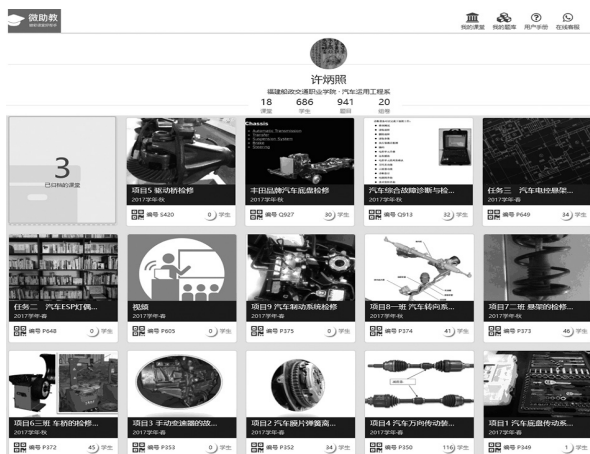 微助教
我的课堂 我的题库 用户手册 在线客服
许炳照
福建船政交通职业学院·汽车运用工程系
18 686 941 20
课堂 学生 题目
3
已归档的课堂
Chassis
Automatic Transmission
Transfer
Suspension System
Brake
Steering
项目5 驱动桥检修
2017学年-秋
编号 S420 0 学生
丰田品牌汽车底盘检修
2017学年-秋
编号 Q927 30 学生
汽车综合故障诊断与检...
2017学年-秋
编号 Q913 32 学生
任务三 汽车电控悬架...
2017学年-春
编号 P649 34 学生
任务二 汽车ESP灯偶...
2017学年-春
编号 P648 0 学生
视频
2017学年-春
编号 P605 0 学生
项目9 汽车制动系统检修
2017学年-春
编号 P375 0 学生
项目8一班 汽车转向系...
2017学年-春
编号 P374 41 学生
项目7二班 悬架的检修...
2017学年-春
编号 P373 46 学生
项目6三班 车桥的检修...
2017学年-秋
编号 P372 45 学生
项目3 手动变速器的故...
2017学年-春
编号 P353 0 学生
项目2 汽车膜片弹簧离...
2017学年-春
编号 P352 34 学生
项目4 汽车万向传动装...
2017学年-春
编号 P350 116 学生
项目1 汽车底盘传动系...
2017学年-春
编号 P349 1 学生